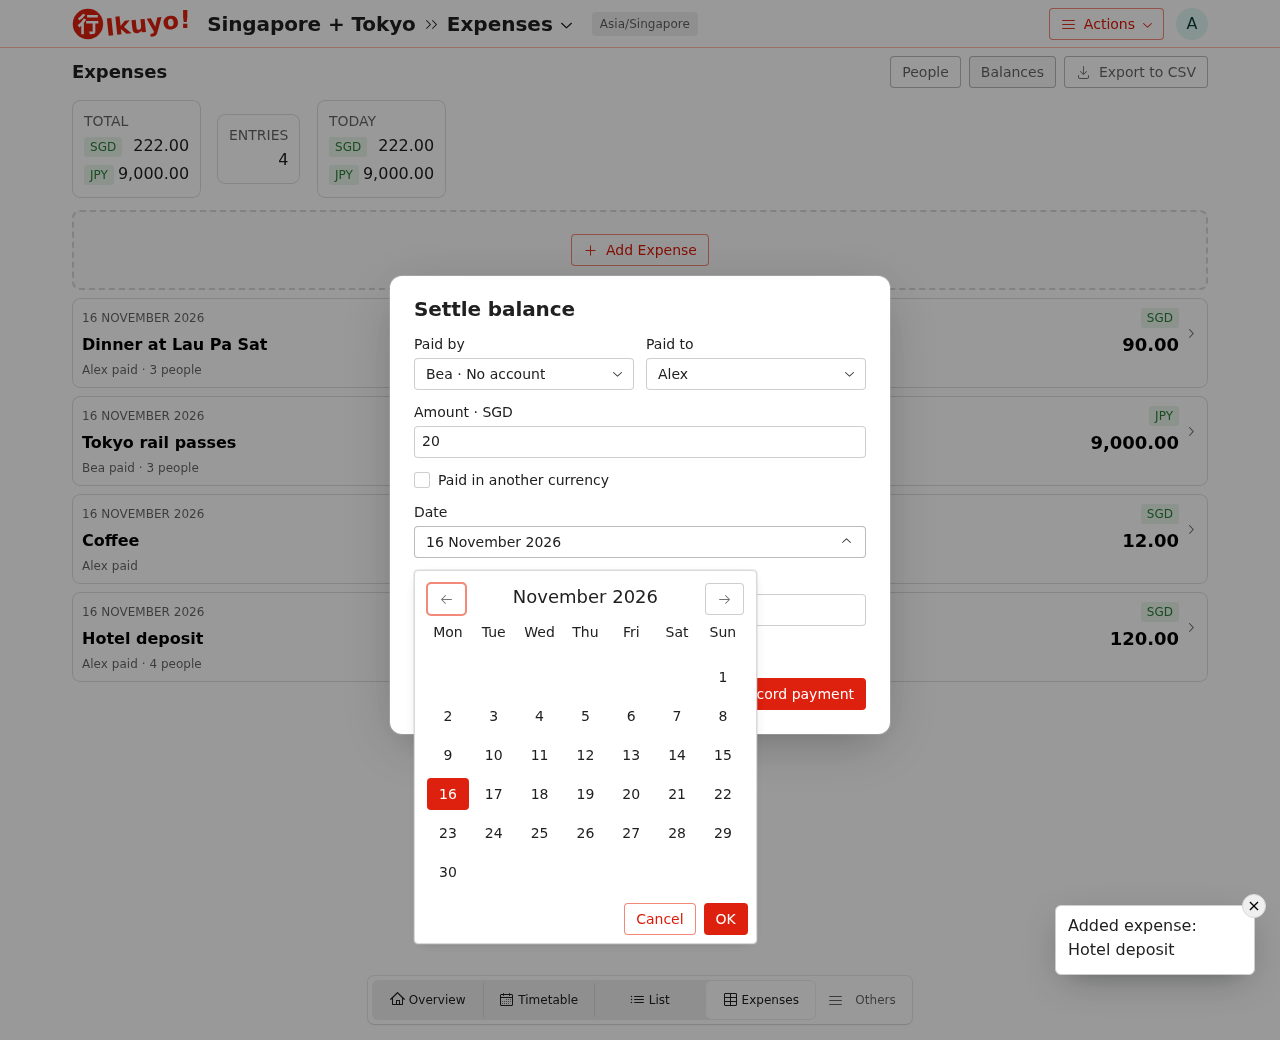 行 Ikuyo! Singapore + Tokyo Expenses Asia/Singapore Actions A
Expenses People Balances Export to CSV
TOTAL
SGD 222.00
JPY 9,000.00
ENTRIES
4
TODAY
SGD 222.00
JPY 9,000.00
Add Expense
16 NOVEMBER 2026 SGD
Dinner at Lau Pa Sat 90.00
Alex paid · 3 people
16 NOVEMBER 2026 JPY
Tokyo rail passes 9,000.00
Bea paid · 3 people
16 NOVEMBER 2026 SGD
Coffee 12.00
Alex paid
16 NOVEMBER 2026 SGD
Hotel deposit 120.00
Alex paid · 4 people
Settle balance
Paid by Paid to
Bea · No account Alex
Amount · SGD
20
Paid in another currency
Date
16 November 2026
cord payment
November 2026
Mon Tue Wed Thu Fri Sat Sun
1
2 3 4 5 6 7 8
9 10 11 12 13 14 15
16 17 18 19 20 21 22
23 24 25 26 27 28 29
30
Cancel OK
Added expense:
Hotel deposit
Overview Timetable List Expenses Others